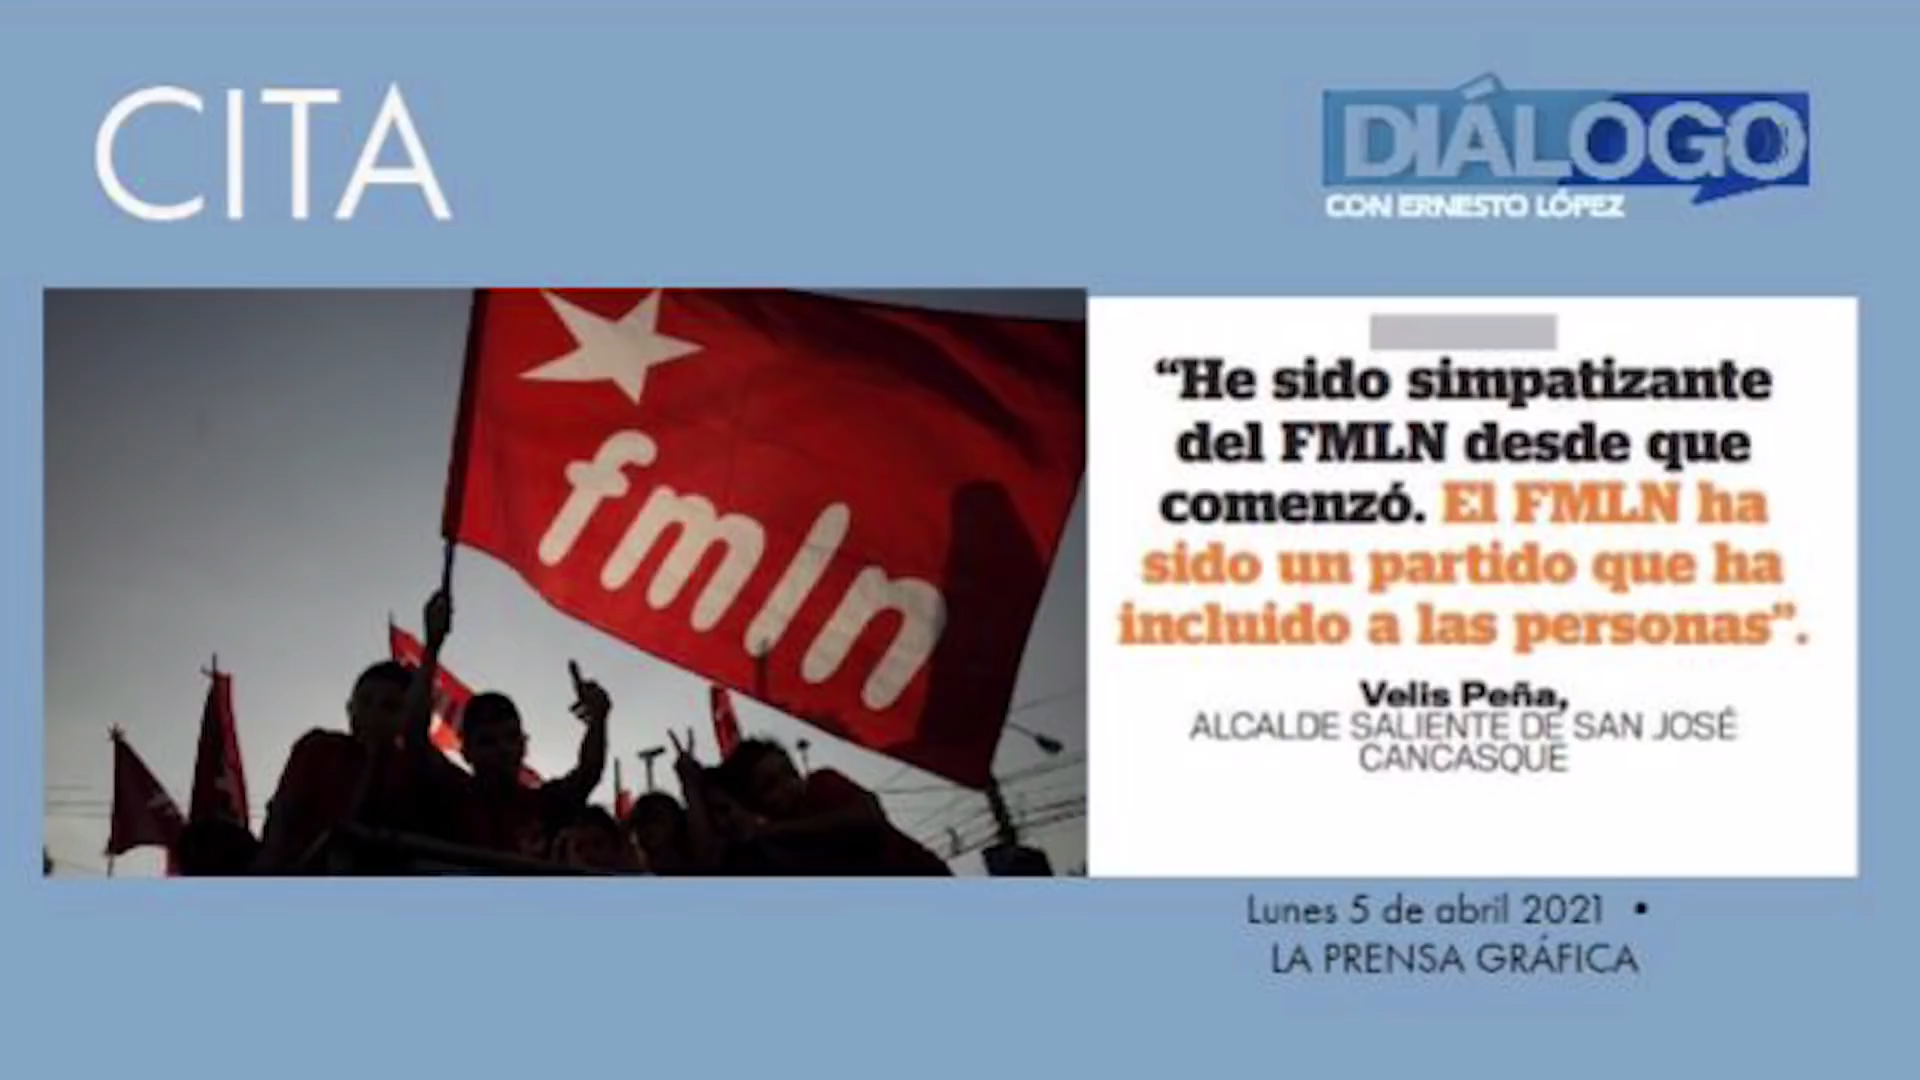 CITA
DIÁLOGO
CON ERNESTO LÓPEZ
fmln
“He sido simpatizante
del FMLN desde que
comenzó. El FMLN ha
sido un partido que ha
incluido a las personas”.
Velis Peña,
ALCALDE SALIENTE DE SAN JOSÉ
CANCASQUE
Lunes 5 de abril 2021 •
LA PRENSA GRÁFICA